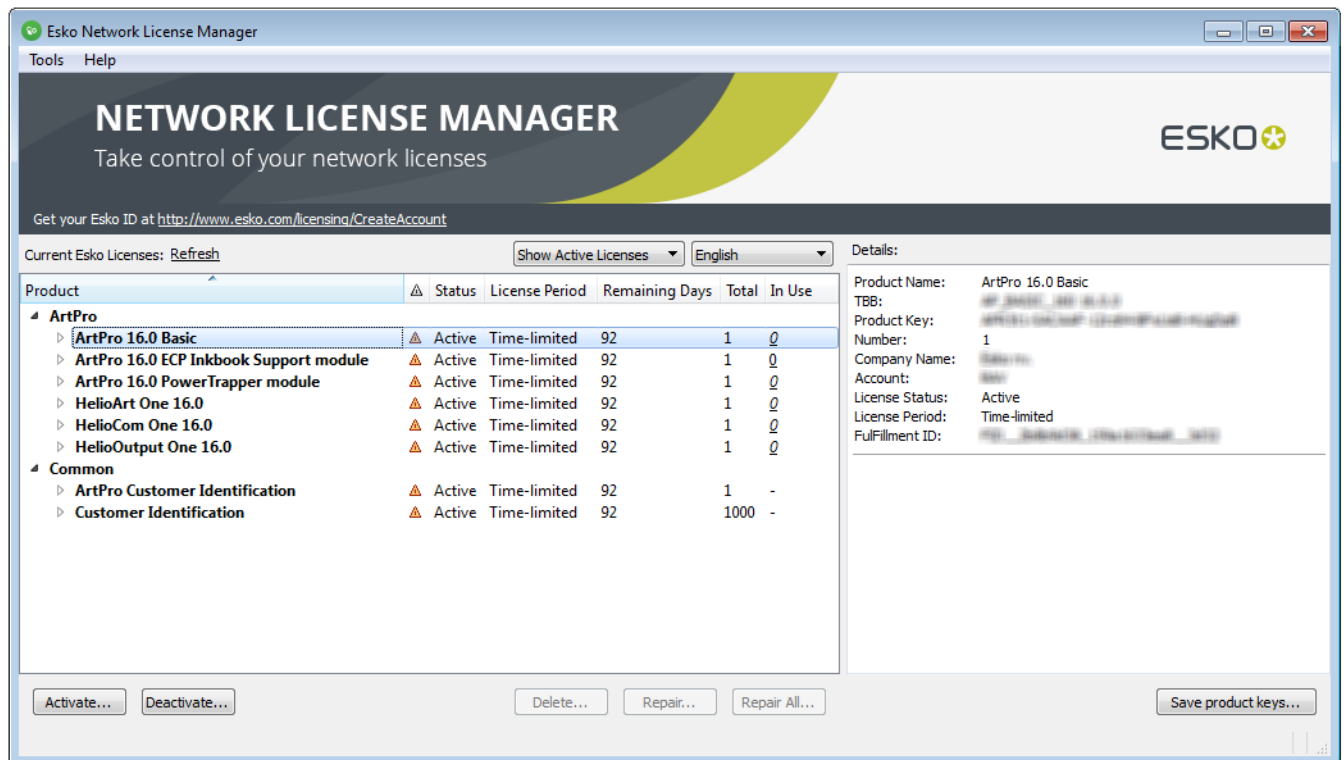 Esko Network License Manager
Tools Help
NETWORK LICENSE MANAGER
Take control of your network licenses
ESKO
Get your Esko ID at http://www.esko.com/licensing/CreateAccount
Current Esko Licenses: Refresh Show Active Licenses English
Product Status License Period Remaining Days Total In Use
ArtPro
ArtPro 16.0 Basic Active Time-limited 92 1 0
ArtPro 16.0 ECP Inkbook Support module Active Time-limited 92 1 0
ArtPro 16.0 PowerTrapper module Active Time-limited 92 1 0
HelioArt One 16.0 Active Time-limited 92 1 0
HelioCom One 16.0 Active Time-limited 92 1 0
HelioOutput One 16.0 Active Time-limited 92 1 0
Common
ArtPro Customer Identification Active Time-limited 92 1 -
Customer Identification Active Time-limited 92 1000 -
Details:
Product Name: ArtPro 16.0 Basic
TBB:
Product Key:
Number: 1
Company Name:
Account:
License Status: Active
License Period: Time-limited
FulFillment ID:
Activate... Deactivate... Delete... Repair... Repair All... Save product keys...